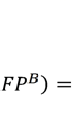 FP^B) =